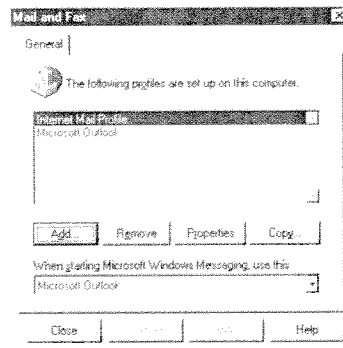 Mail and Fax
General
The following profiles are set up on this computer.
Internet Mail Profile
Microsoft Outlook
Add... Remove Properties Copy...
When starting Microsoft Windows Messaging, use this
Microsoft Outlook
Close Help